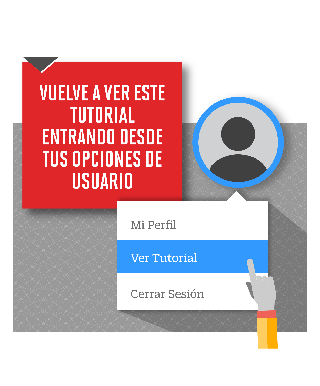 VUELVE A VER ESTE
TUTORIAL
ENTRANDO DESDE
TUS OPCIONES DE
USUARIO
Mi Perfil
Ver Tutorial
Cerrar Sesión